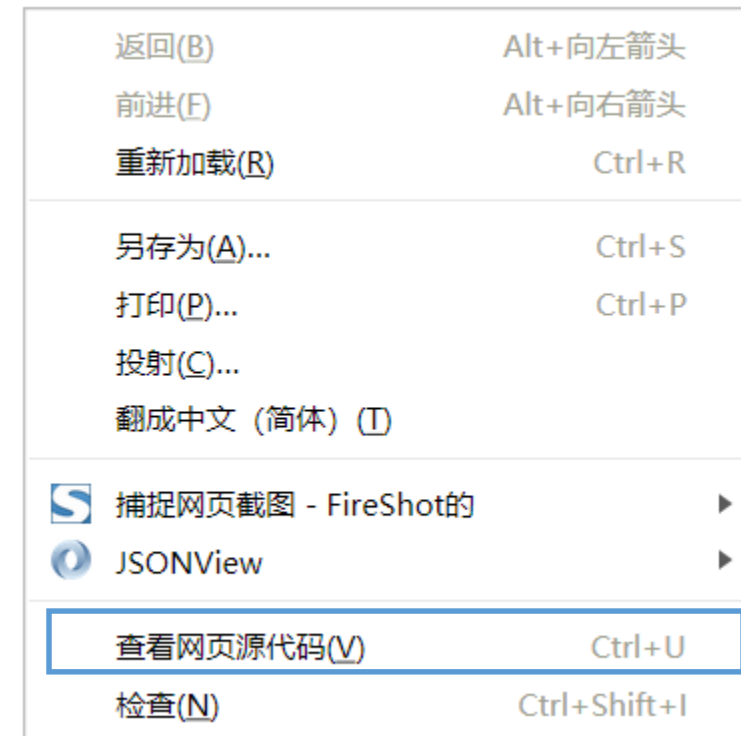 返回(B) Alt+向左箭头
前进(F) Alt+向右箭头
重新加载(R) Ctrl+R
另存为(A)... Ctrl+S
打印(P)... Ctrl+P
投射(C)...
翻成中文（简体）(T)
捕捉网页截图 - FireShot的
JSONView
查看网页源代码(V) Ctrl+U
检查(N) Ctrl+Shift+I